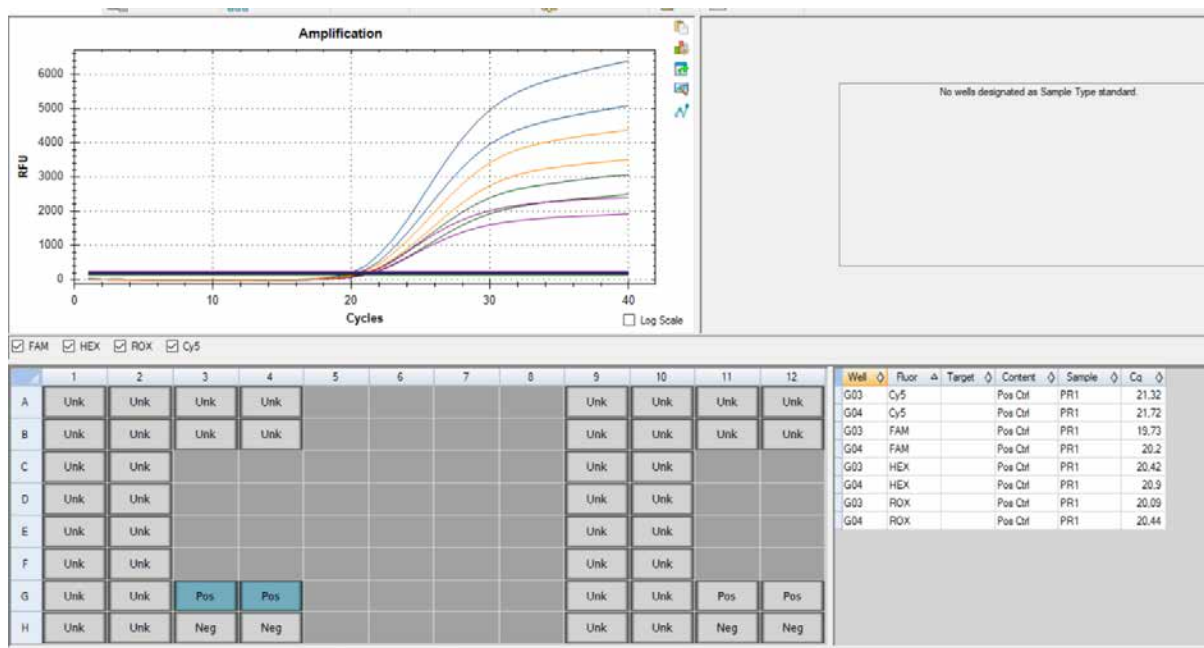 Amplification
6000
5000
4000
3000
2000
1000
0
RFU
0 10 20 30 40
Cycles
Log Scale
No wells designated as Sample Type standard.
FAM HEX ROX Cy5
1 2 3 4 5 6 7 8 9 10 11 12
A Unk Unk Unk Unk Unk Unk Unk Unk
B Unk Unk Unk Unk Unk Unk Unk Unk
C Unk Unk Unk Unk
D Unk Unk Unk Unk
E Unk Unk Unk Unk
F Unk Unk Unk Unk
G Unk Unk Pos Pos Unk Unk Pos Pos
H Unk Unk Neg Neg Unk Unk Neg Neg
Well Fluor Target Content Sample Cq
G03 Cy5 Pos Ctrl PR1 21,32
G04 Cy5 Pos Ctrl PR1 21,72
G03 FAM Pos Ctrl PR1 19,73
G04 FAM Pos Ctrl PR1 20,2
G03 HEX Pos Ctrl PR1 20,42
G04 HEX Pos Ctrl PR1 20,9
G03 ROX Pos Ctrl PR1 20,09
G04 ROX Pos Ctrl PR1 20,44